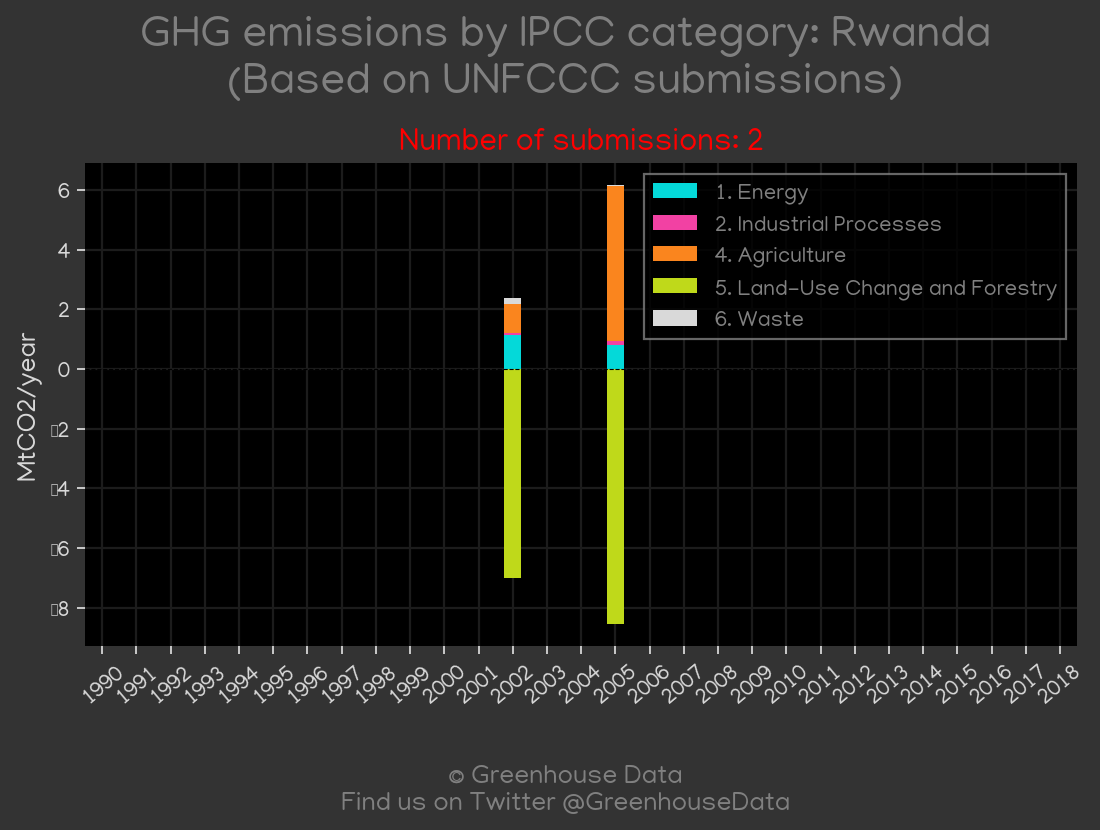 GHG emissions by IPCC category: Rwanda
(Based on UNFCCC submissions)
Number of submissions: 2
1. Energy
2. Industrial Processes
4. Agriculture
5. Land-Use Change and Forestry
6. Waste
MtCO2/year
6
4
2
0
▯2
▯4
▯6
▯8
1990 1991 1992 1993 1994 1995 1996 1997 1998 1999 2000 2001 2002 2003 2004 2005 2006 2007 2008 2009 2010 2011 2012 2013 2014 2015 2016 2017 2018
© Greenhouse Data
Find us on Twitter @GreenhouseData